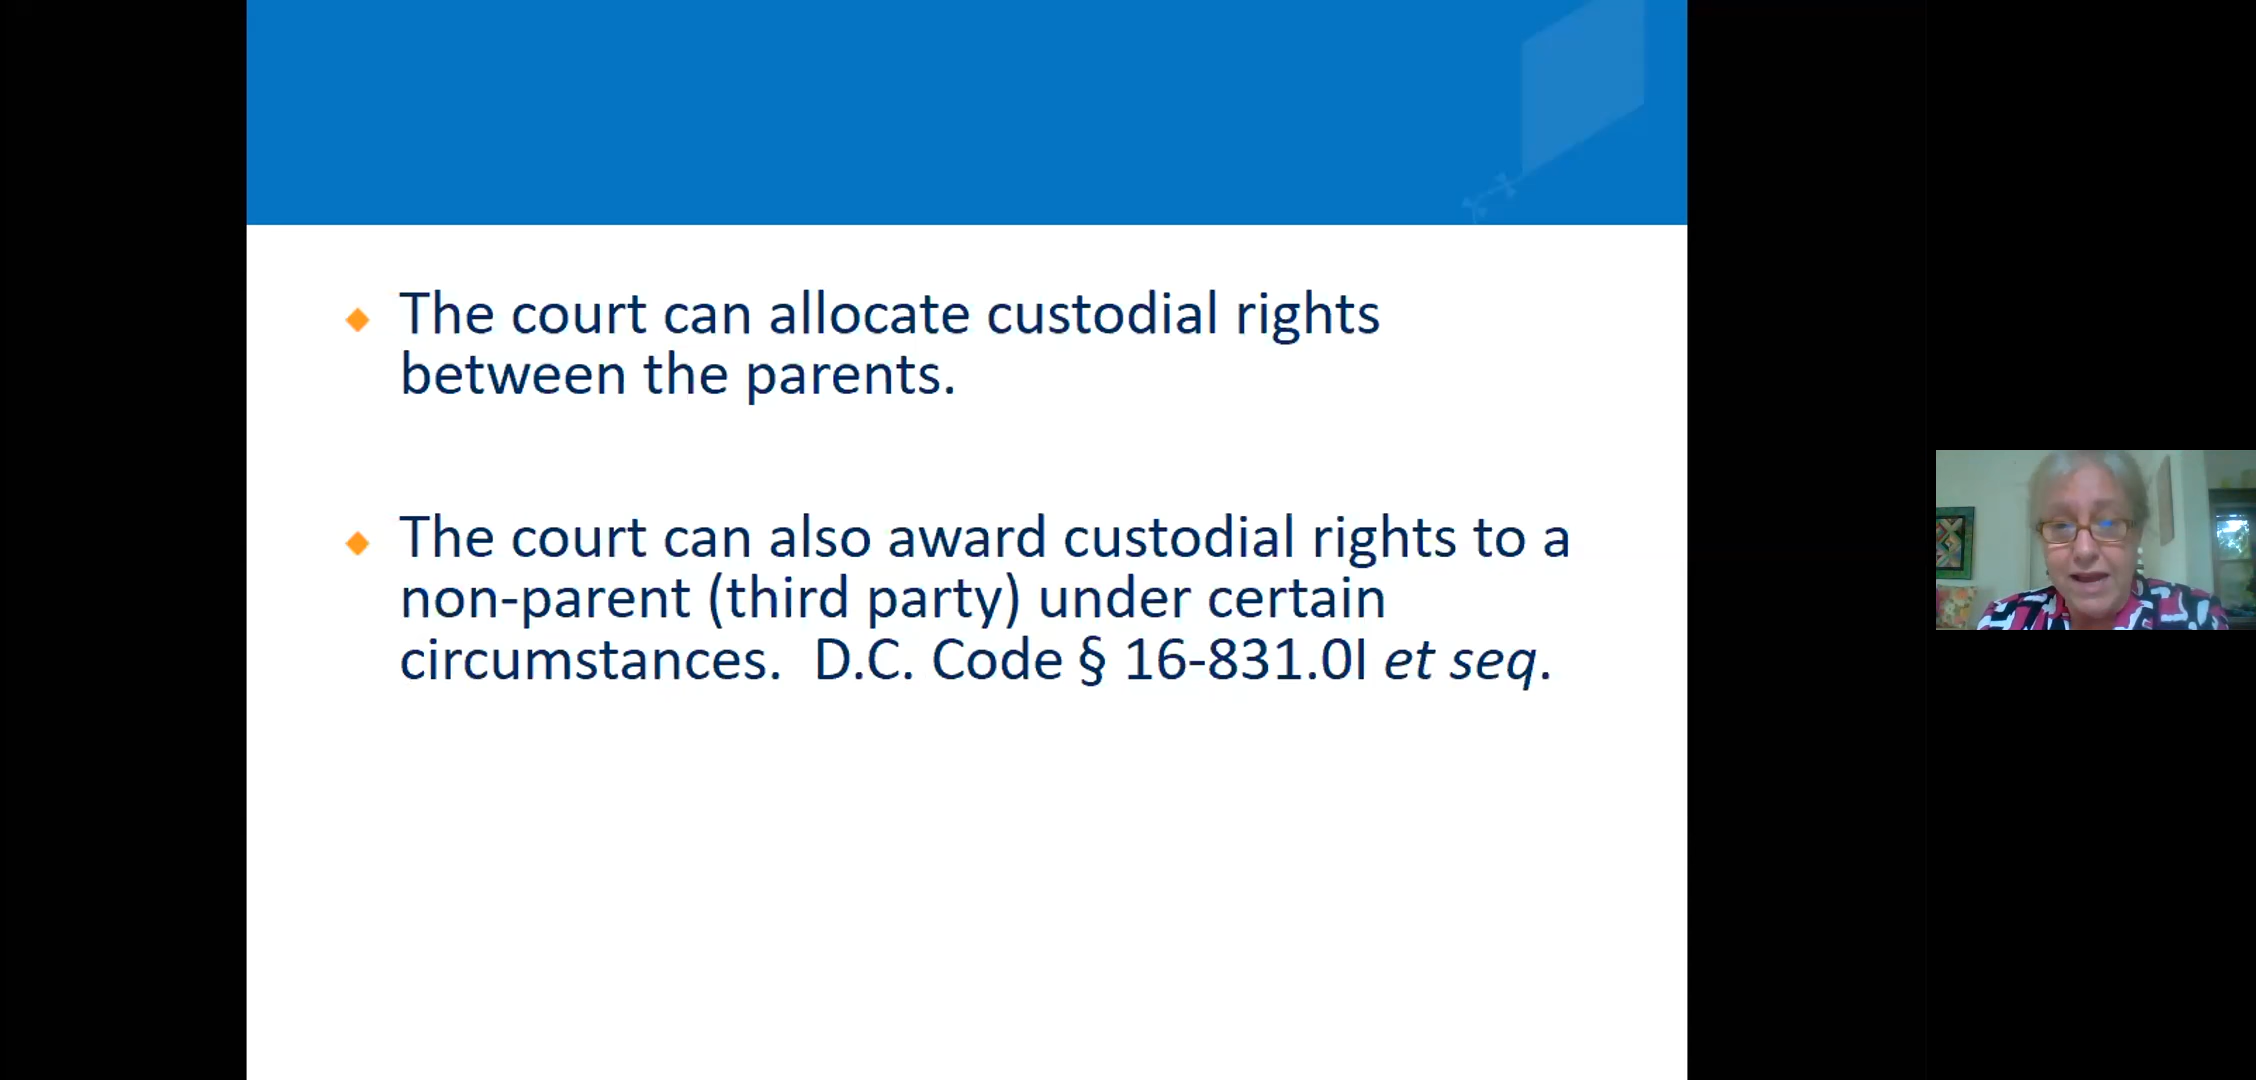 The court can allocate custodial rights
between the parents.
The court can also award custodial rights to a
non-parent (third party) under certain
circumstances.  D.C. Code § 16-831.0I et seq.